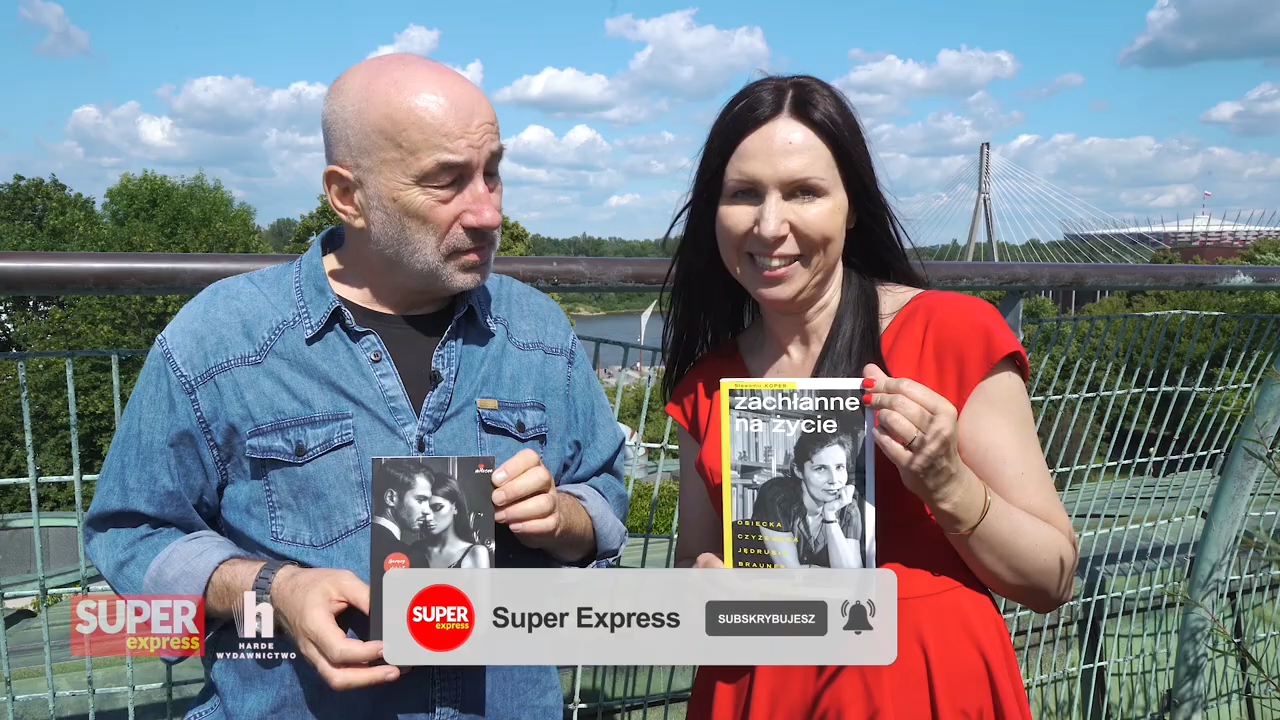 Sławomir KOPER
zachłanne
na życie
OSIECKA
CZYŻEWSKA
JĘDRUSIK
BRAUNEK
SUPER
express
h
HARDE
WYDAWNICTWO
SUPER
express
Super Express
SUBSKRYBUJESZ